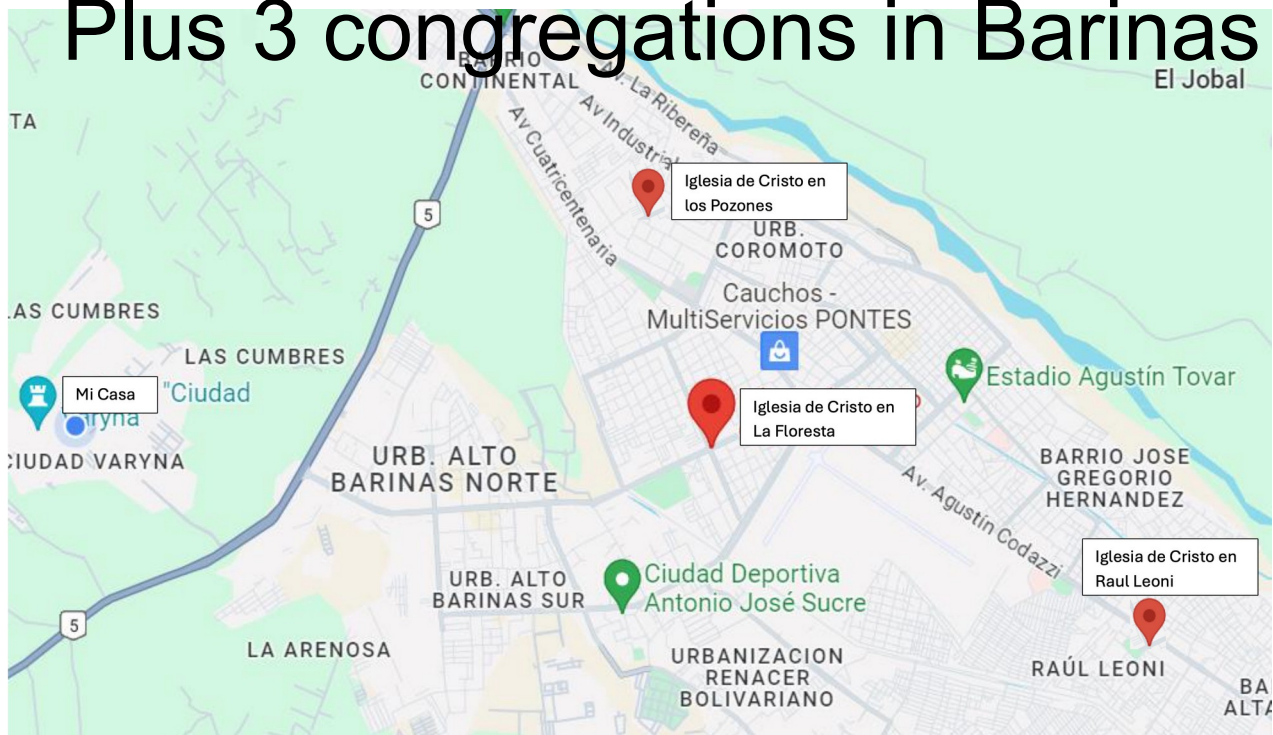 Plus 3 congregations in Barinas
BARRIO
CONTINENTAL
El Jobal
Av. La Ribereña
Av Industrial
Av Cuatricentenaria
TA
5
Iglesia de Cristo en
los Pozones
URB.
COROMOTO
Cauchos -
MultiServicios PONTES
LAS CUMBRES
LAS CUMBRES
Mi Casa
"Ciudad
Varyna
CIUDAD VARYNA
Estadio Agustín Tovar
Iglesia de Cristo en
La Floresta
URB. ALTO
BARINAS NORTE
BARRIO JOSE
GREGORIO
HERNANDEZ
Av. Agustín Codazzi
Iglesia de Cristo en
Raul Leoni
URB. ALTO
BARINAS SUR
Ciudad Deportiva
Antonio José Sucre
5
LA ARENOSA
URBANIZACION
RENACER
BOLIVARIANO
RAÚL LEONI
BA
ALTA